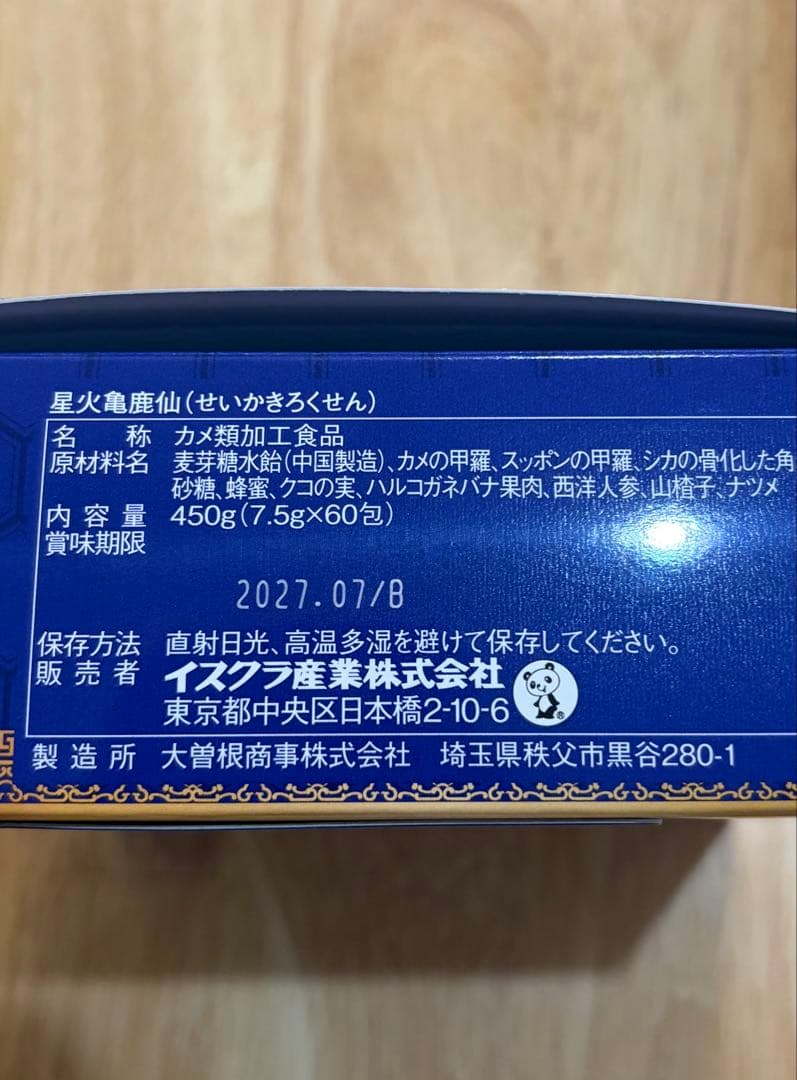 星火亀鹿仙(せいかきろくせん)
名称 カメ類加工食品
原材料名 麦芽糖水飴(中国製造)、カメの甲羅、スッポンの甲羅、シカの骨化した角
砂糖、蜂蜜、クコの実、ハルコガネバナ果肉、西洋人参、山楂子、ナツメ
内容量 450g(7.5g×60包)
賞味期限
2027.07/B
保存方法 直射日光、高温多湿を避けて保存してください。
販売者 イスクラ産業株式会社
東京都中央区日本橋2-10-6 ®
製造所 大曽根商事株式会社 埼玉県秩父市黒谷280-1